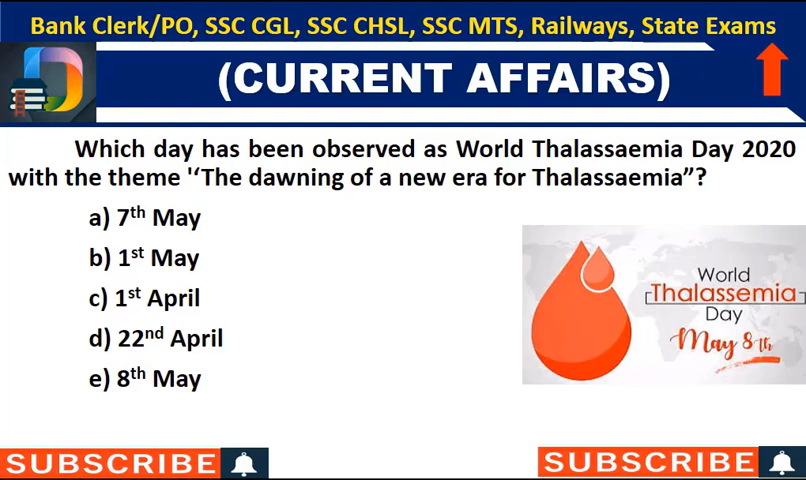 Bank Clerk/PO, SSC CGL, SSC CHSL, SSC MTS, Railways, State Exams
(CURRENT AFFAIRS)
Which day has been observed as World Thalassaemia Day 2020
with the theme '‘The dawning of a new era for Thalassaemia”?
a) 7th May
b) 1st May
c) 1st April
d) 22nd April
e) 8th May
World
Thalassemia
Day
May 8th
SUBSCRIBE
SUBSCRIBE